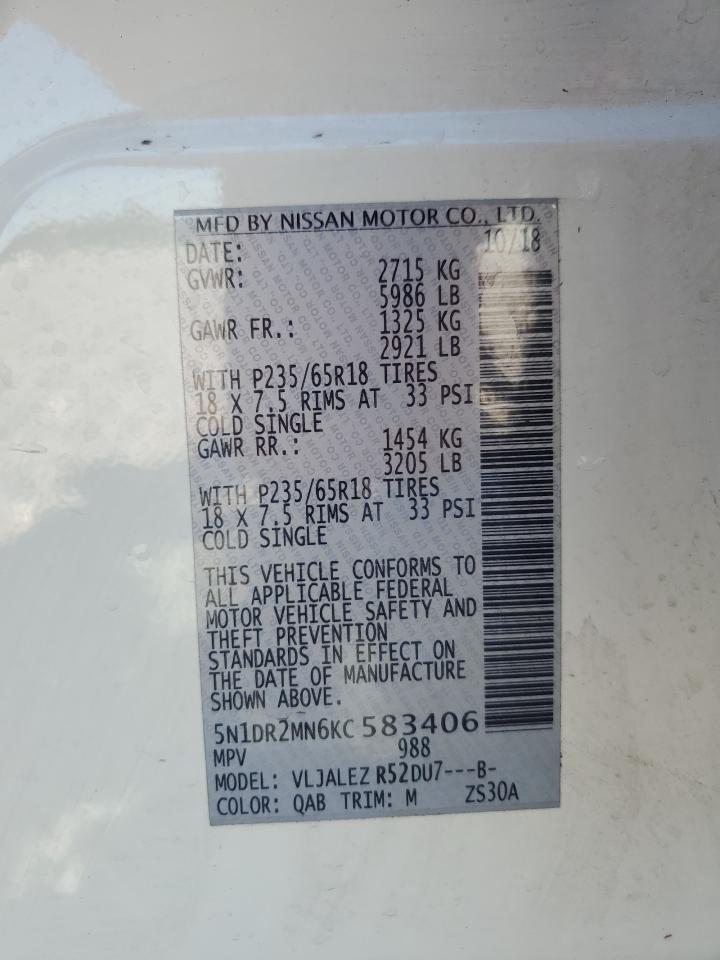 MFD BY NISSAN MOTOR CO., LTD.
DATE: 10/18
GVWR: 2715 KG
5986 LB
GAWR FR.: 1325 KG
2921 LB
WITH P235/65R18 TIRES
18 X 7.5 RIMS AT 33 PSI
COLD SINGLE
GAWR RR.: 1454 KG
3205 LB
WITH P235/65R18 TIRES
18 X 7.5 RIMS AT 33 PSI
COLD SINGLE
THIS VEHICLE CONFORMS TO
ALL APPLICABLE FEDERAL
MOTOR VEHICLE SAFETY AND
THEFT PREVENTION
STANDARDS IN EFFECT ON
THE DATE OF MANUFACTURE
SHOWN ABOVE.
5N1DR2MN6KC 583406
MPV 988
MODEL: VLJALEZ R52DU7---B-
COLOR: QAB TRIM: M ZS30A